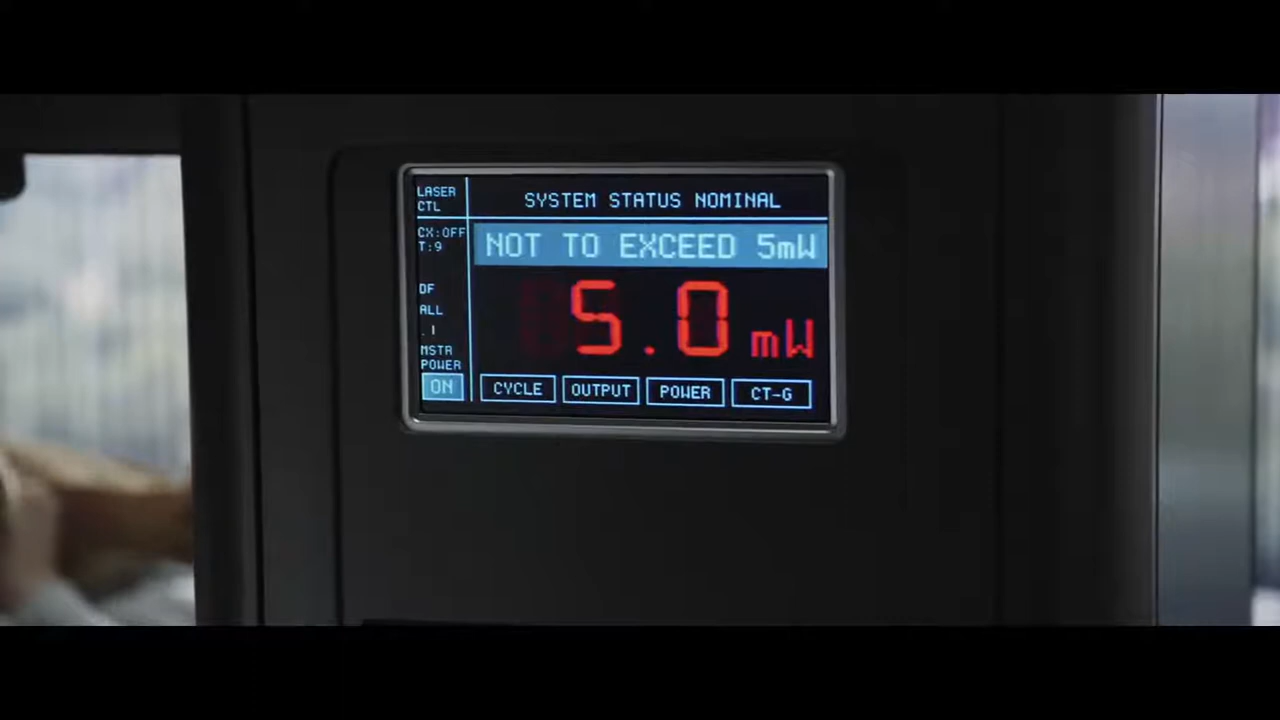 LASER
CTL
SYSTEM STATUS NOMINAL
CX:OFF
T:9
NOT TO EXCEED 5mW
DF
ALL
.1
5.0 mW
MSTR
POWER
ON
CYCLE
OUTPUT
POWER
CT-G